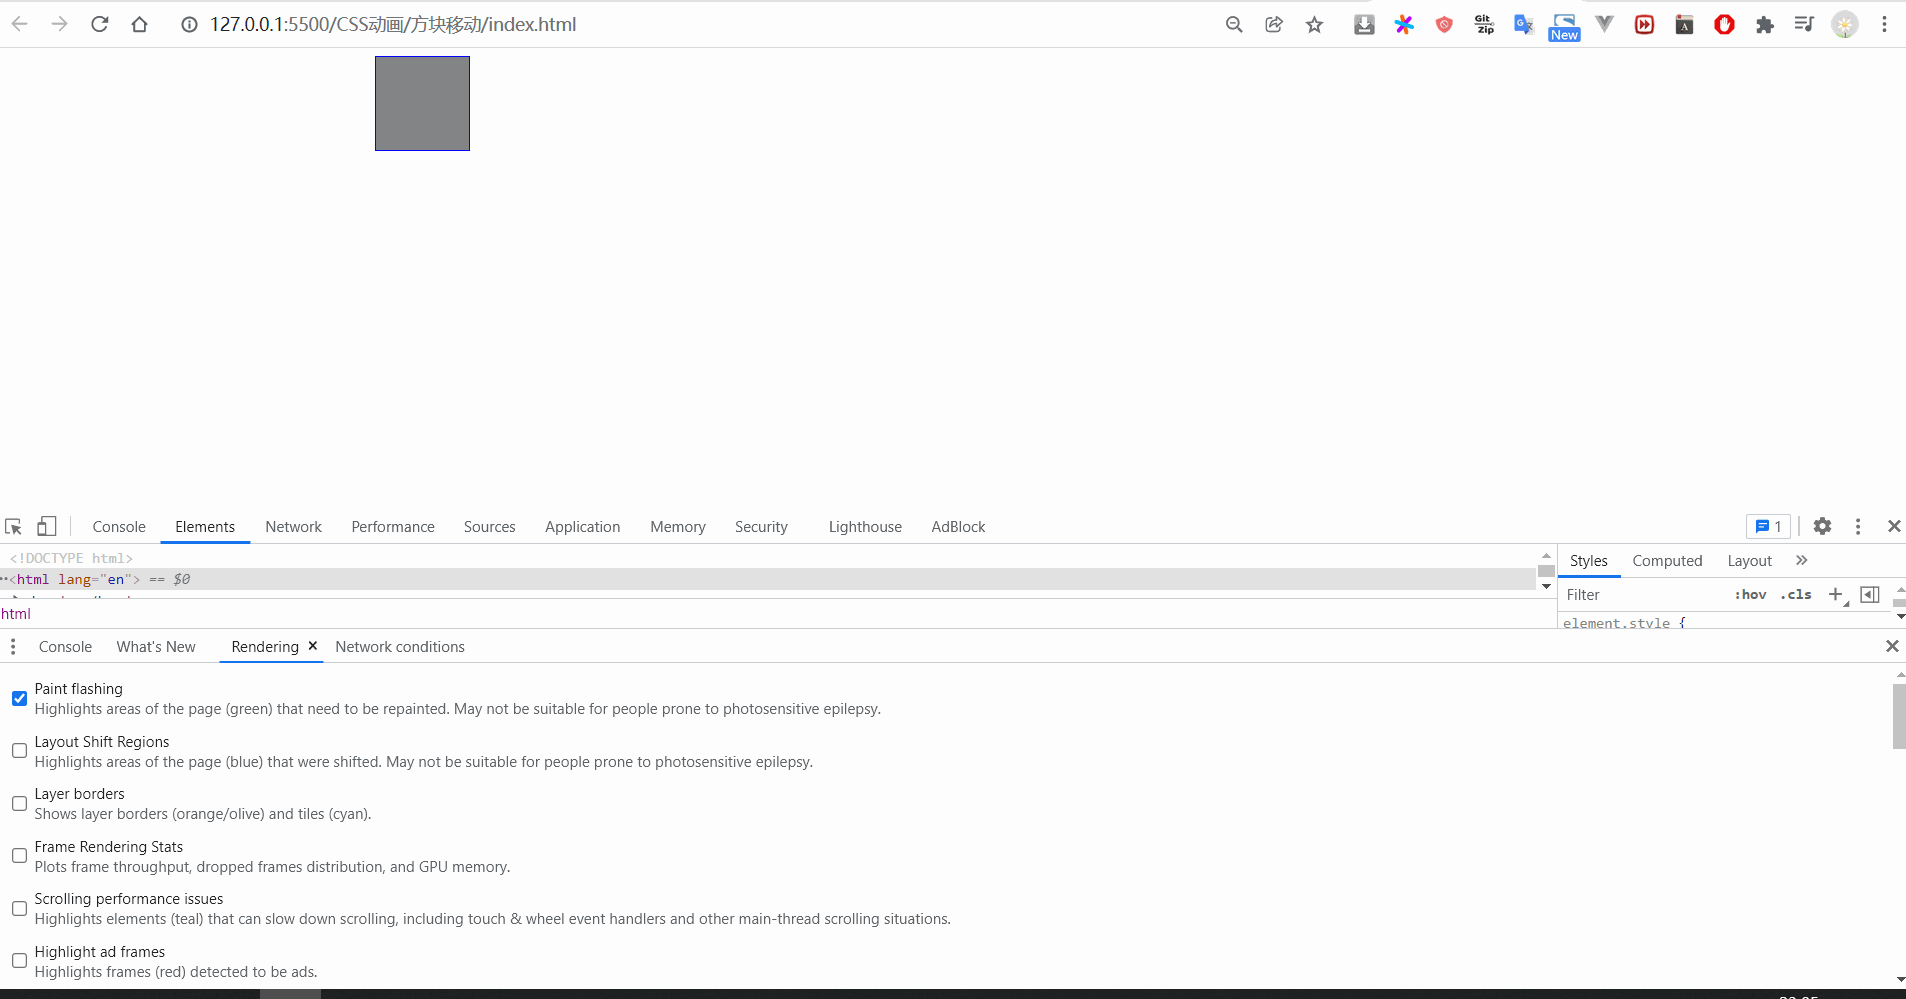 127.0.0.1:5500/CSS动画/方块移动/index.html
Git
Zip
New
A
Console Elements Network Performance Sources Application Memory Security Lighthouse AdBlock 1
<!DOCTYPE html>
<html lang="en"> == $0
html
Styles Computed Layout
Filter :hov .cls
element.style {
Console What's New Rendering Network conditions
Paint flashing
Highlights areas of the page (green) that need to be repainted. May not be suitable for people prone to photosensitive epilepsy.
Layout Shift Regions
Highlights areas of the page (blue) that were shifted. May not be suitable for people prone to photosensitive epilepsy.
Layer borders
Shows layer borders (orange/olive) and tiles (cyan).
Frame Rendering Stats
Plots frame throughput, dropped frames distribution, and GPU memory.
Scrolling performance issues
Highlights elements (teal) that can slow down scrolling, including touch & wheel event handlers and other main-thread scrolling situations.
Highlight ad frames
Highlights frames (red) detected to be ads.